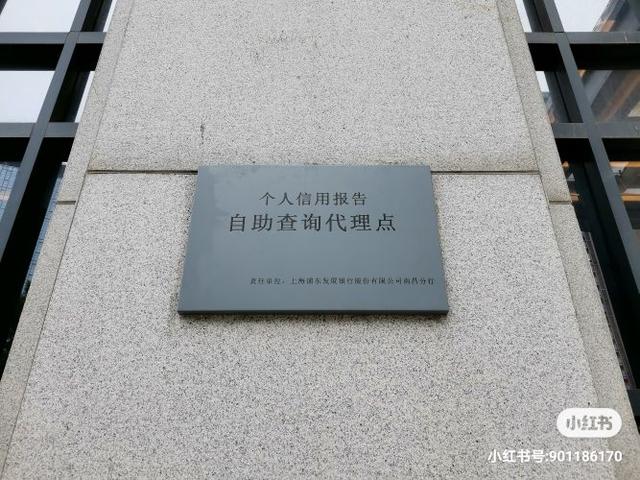 个人信用报告
自助查询代理点
责任单位：上海浦东发展银行股份有限公司南昌分行
小红书
小红书号:901186170